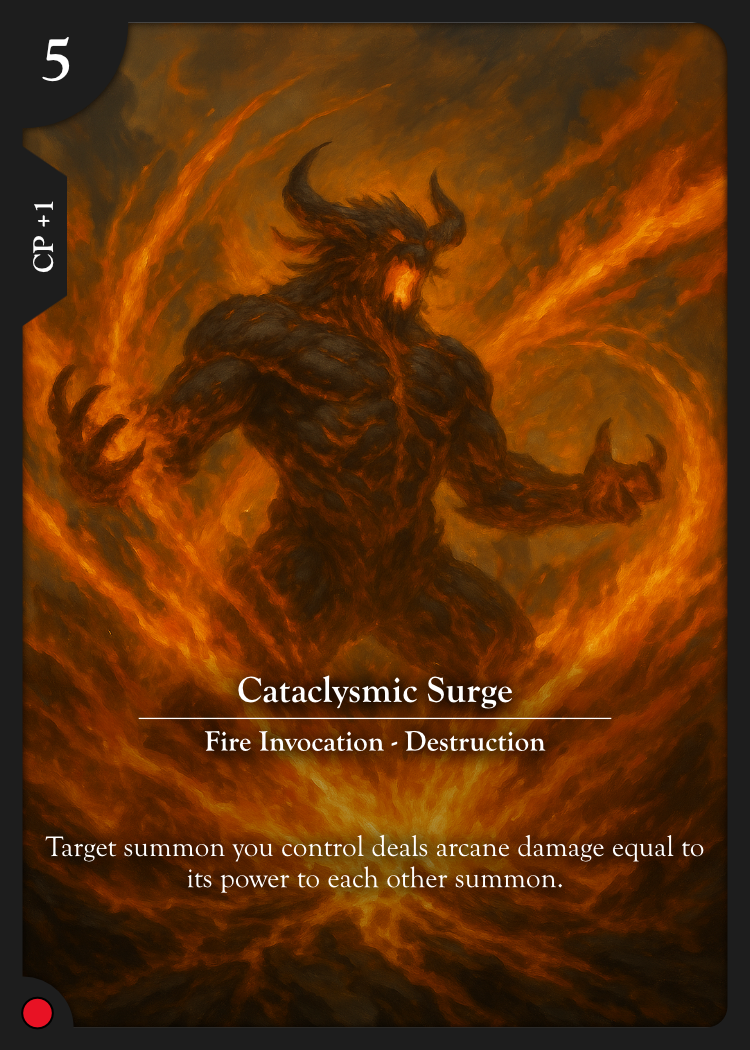 5
CP +1
Cataclysmic Surge
Fire Invocation - Destruction
Target summon you control deals arcane damage equal to
its power to each other summon.